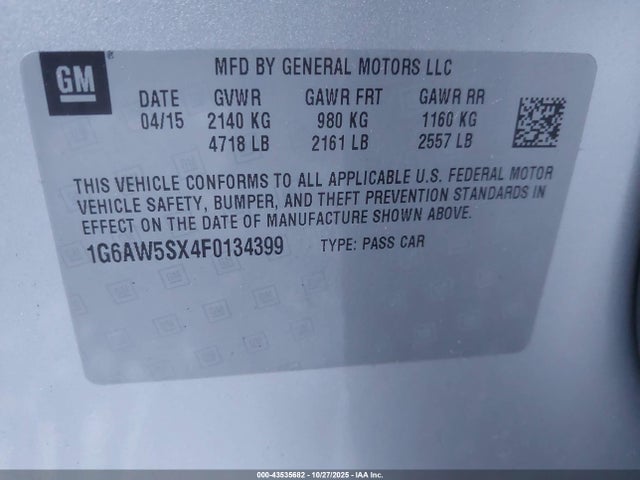 GM ®
MFD BY GENERAL MOTORS LLC
DATE GVWR GAWR FRT GAWR RR
04/15 2140 KG 980 KG 1160 KG
4718 LB 2161 LB 2557 LB
THIS VEHICLE CONFORMS TO ALL APPLICABLE U.S. FEDERAL MOTOR
VEHICLE SAFETY, BUMPER, AND THEFT PREVENTION STANDARDS IN
EFFECT ON THE DATE OF MANUFACTURE SHOWN ABOVE.
1G6AW5SX4F0134399 TYPE: PASS CAR
000-43535682 - 10/27/2025 - IAA Inc.